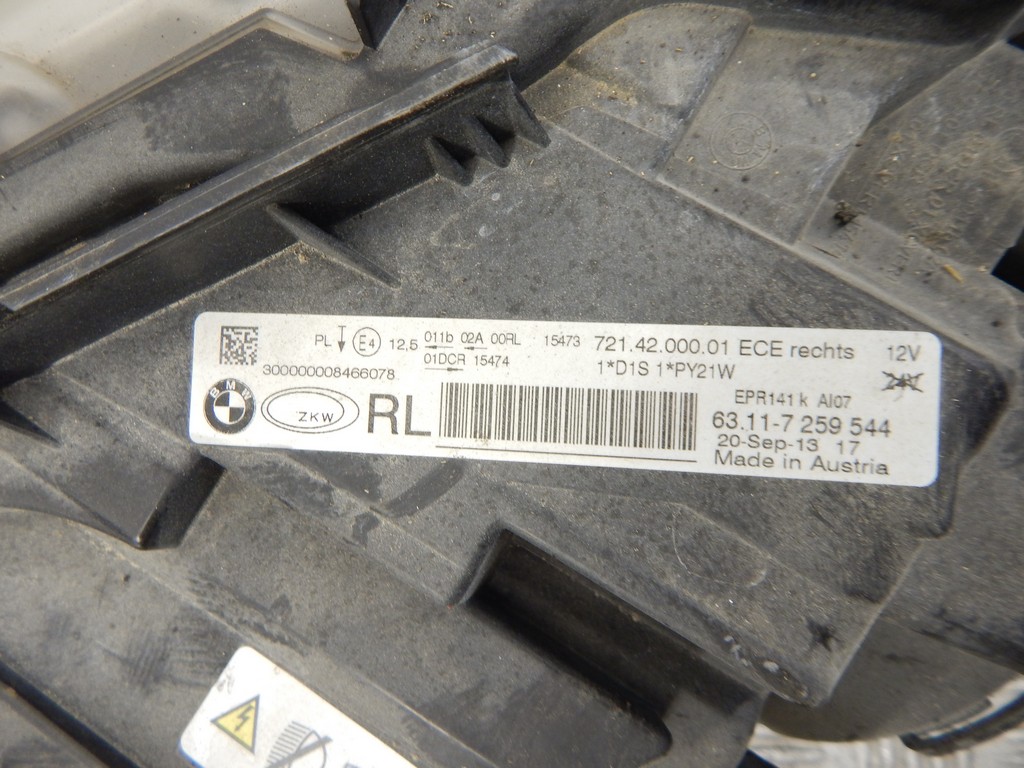 PL T E4 12,5 011b 02A 00RL 15473 721.42.000.01 ECE rechts 12V
01DCR 15474 1*D1S 1*PY21W 24V
300000008466078
BMW ZKW RL EPR141 k AI07
63.11-7 259 544
20-Sep-13 17
Made in Austria